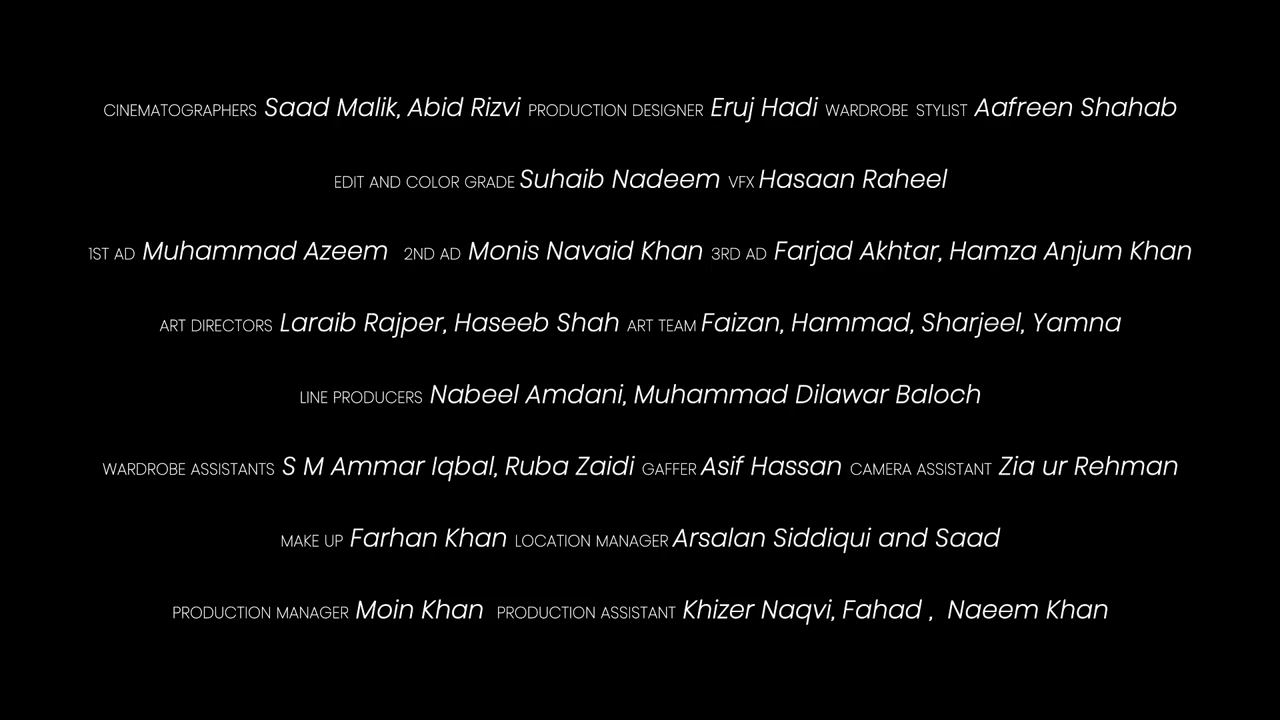 CINEMATOGRAPHERS Saad Malik, Abid Rizvi PRODUCTION DESIGNER Eruj Hadi WARDROBE STYLIST Aafreen Shahab
EDIT AND COLOR GRADE Suhaib Nadeem VFX Hasaan Raheel
1ST AD Muhammad Azeem 2ND AD Monis Navaid Khan 3RD AD Farjad Akhtar, Hamza Anjum Khan
ART DIRECTORS Laraib Rajper, Haseeb Shah ART TEAM Faizan, Hammad, Sharjeel, Yamna
LINE PRODUCERS Nabeel Amdani, Muhammad Dilawar Baloch
WARDROBE ASSISTANTS S M Ammar Iqbal, Ruba Zaidi GAFFER Asif Hassan CAMERA ASSISTANT Zia ur Rehman
MAKE UP Farhan Khan LOCATION MANAGER Arsalan Siddiqui and Saad
PRODUCTION MANAGER Moin Khan PRODUCTION ASSISTANT Khizer Naqvi, Fahad , Naeem Khan